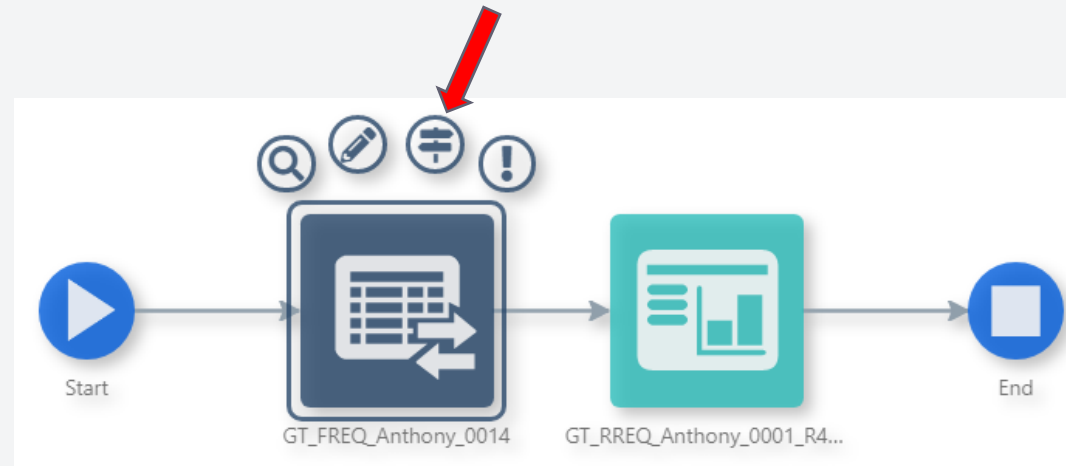 Start
GT_FREQ_Anthony_0014
GT_RREQ_Anthony_0001_R4...
End